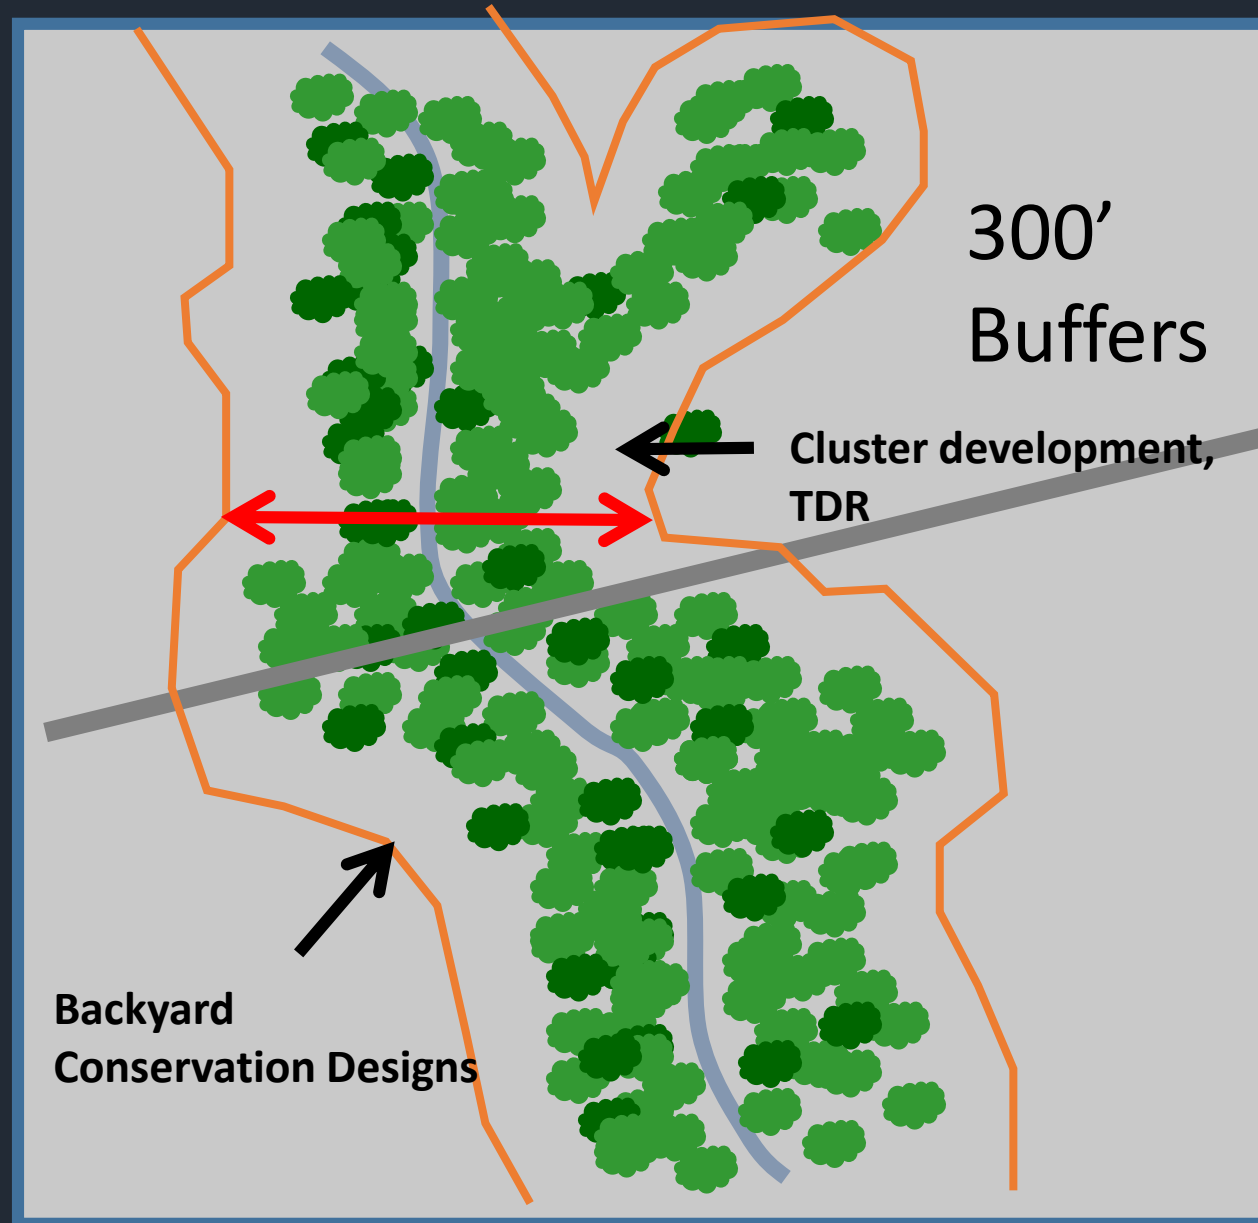 300’
Buffers
Cluster development,
TDR
Backyard
Conservation Designs